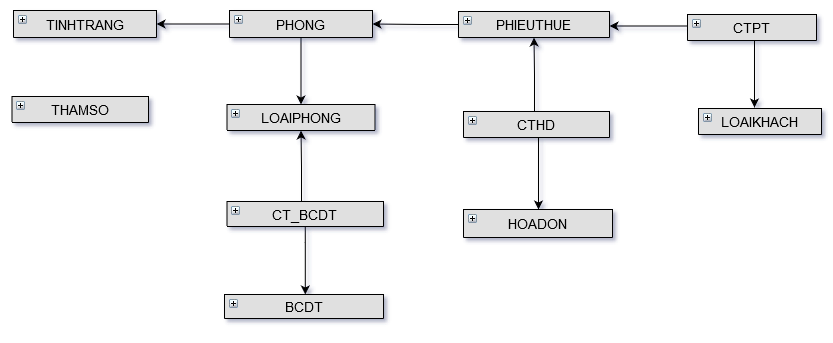 TINHTRANG
PHONG
PHIEUTHUE
CTPT
THAMSO
LOAIPHONG
CTHD
LOAIKHACH
CT_BCDT
HOADON
BCDT